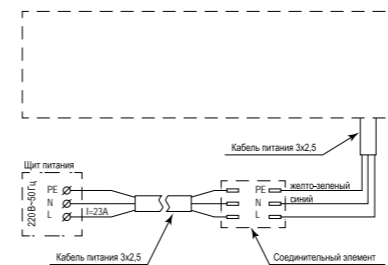 Кабель питания 3х2,5
Щит питания
220В~50Гц
PE
N
L
I=23А
PE
N
L
желто-зеленый
синий
Кабель питания 3х2,5
Соединительный элемент